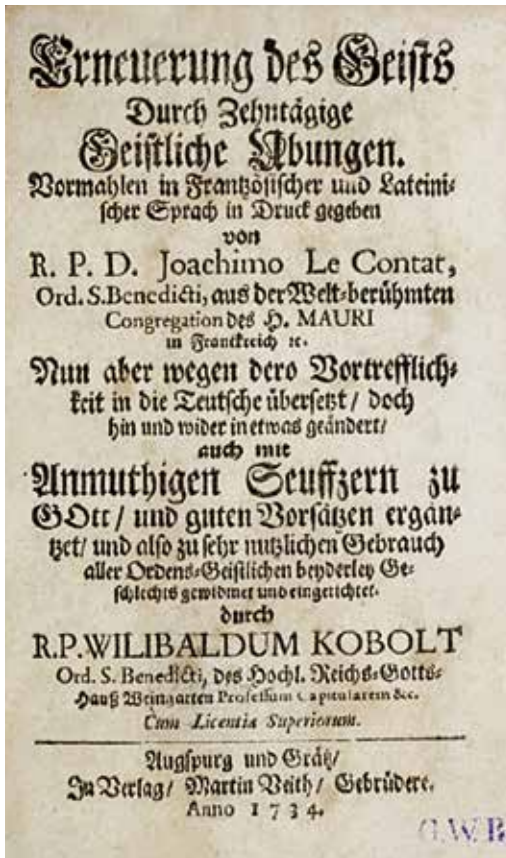 Erneuerung des Geists
Durch Zehntägige
Geistliche Ubungen.
Vormahlen in Frantzösischer und Lateini-
scher Sprach in Druck gegeben
von
R. P. D. Joachimo Le Contat,
Ord. S. Benedicti, aus der Welt-berühmten
Congregation des H. MAURI
in Franckreich ꝛc.
Nun aber wegen dero Vortrefflich-
keit in die Teutsche übersetzt / doch
hin und wider in etwas geändert /
auch mit
Anmuthigen Seuffzern zu
GOtt / und guten Vorsätzen ergän-
tzet / und also zu sehr nutzlichen Gebrauch
aller Ordens-Geistlichen beyderley Ge-
schlechts gewidmet und eingerichtet.
durch
R.P. WILIBALDUM KOBOLT
Ord. S. Benedicti, des Hochl. Reichs-Gotts-
Hauß Weingarten Professum Capitularem &c.
Cum Licentia Superiorum.
Augspurg und Grätz /
In Verlag / Martin Veith / Gebrüdere.
Anno 1734.
G.W.B